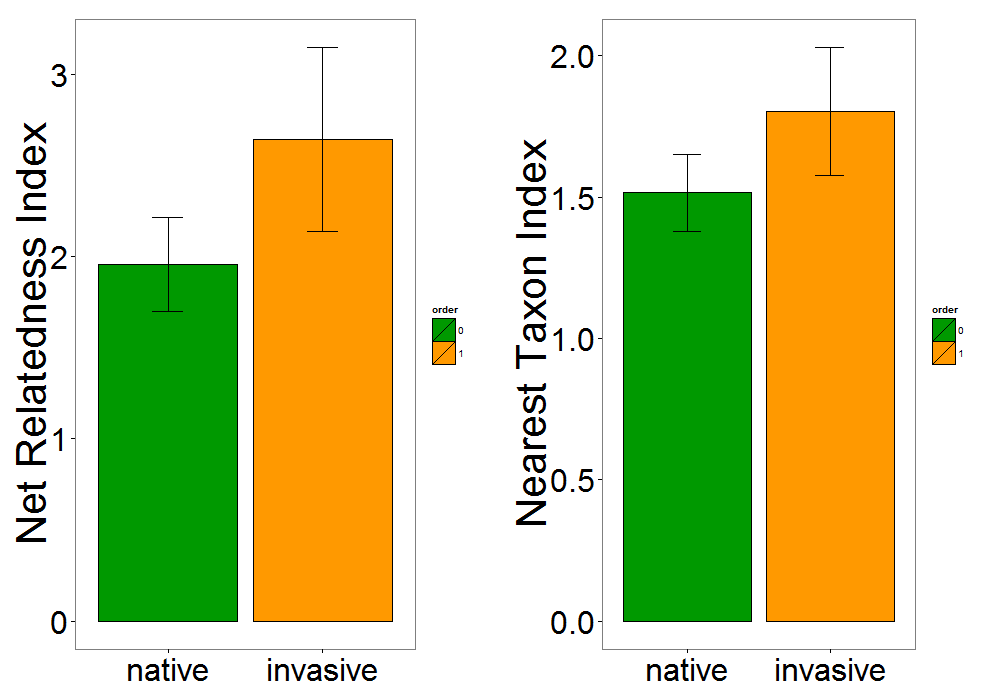 Net Relatedness Index
3
2
1
0
native invasive
order
0
1
Nearest Taxon Index
2.0
1.5
1.0
0.5
0.0
native invasive
order
0
1